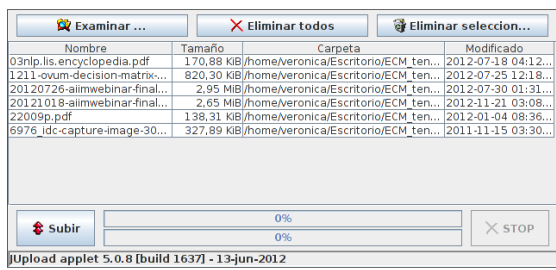 Examinar ... Eliminar todos Eliminar seleccion...
Nombre Tamaño Carpeta Modificado
03nlp.lis.encyclopedia.pdf 170,88 KiB /home/veronica/Escritorio/ECM_ten... 2012-07-18 04:12...
1211-ovum-decision-matrix-... 820,30 KiB /home/veronica/Escritorio/ECM_ten... 2012-07-25 12:18...
20120726-aiimwebinar-final... 2,95 MiB /home/veronica/Escritorio/ECM_ten... 2012-07-30 01:31...
20121018-aiimwebinar-final... 2,65 MiB /home/veronica/Escritorio/ECM_ten... 2012-11-21 03:08...
22009p.pdf 138,31 KiB /home/veronica/Escritorio/ECM_ten... 2012-01-04 08:36...
6976_idc-capture-image-30... 327,89 KiB /home/veronica/Escritorio/ECM_ten... 2011-11-15 03:30...
0%
Subir STOP
0%
JUpload applet 5.0.8 [build 1637] - 13-jun-2012